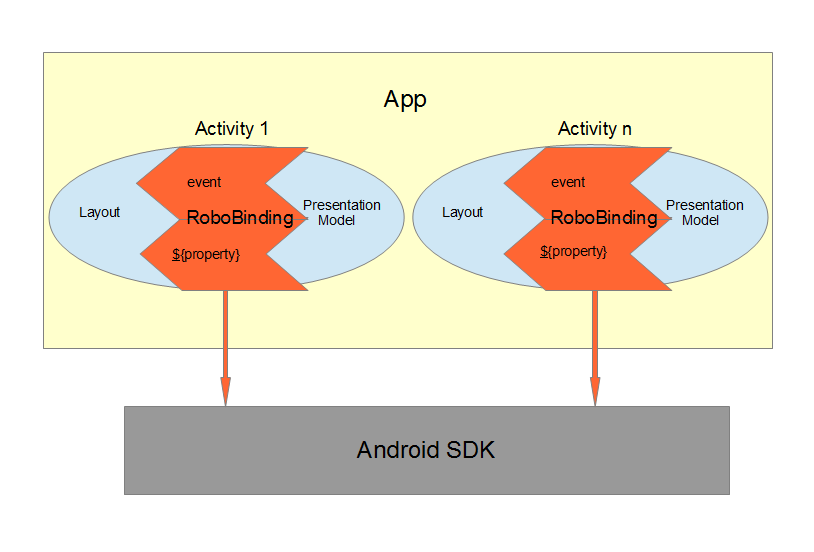 App
Activity 1
Activity n
event
event
Layout
RoboBinding
Presentation
Model
Layout
RoboBinding
Presentation
Model
${property}
${property}
Android SDK